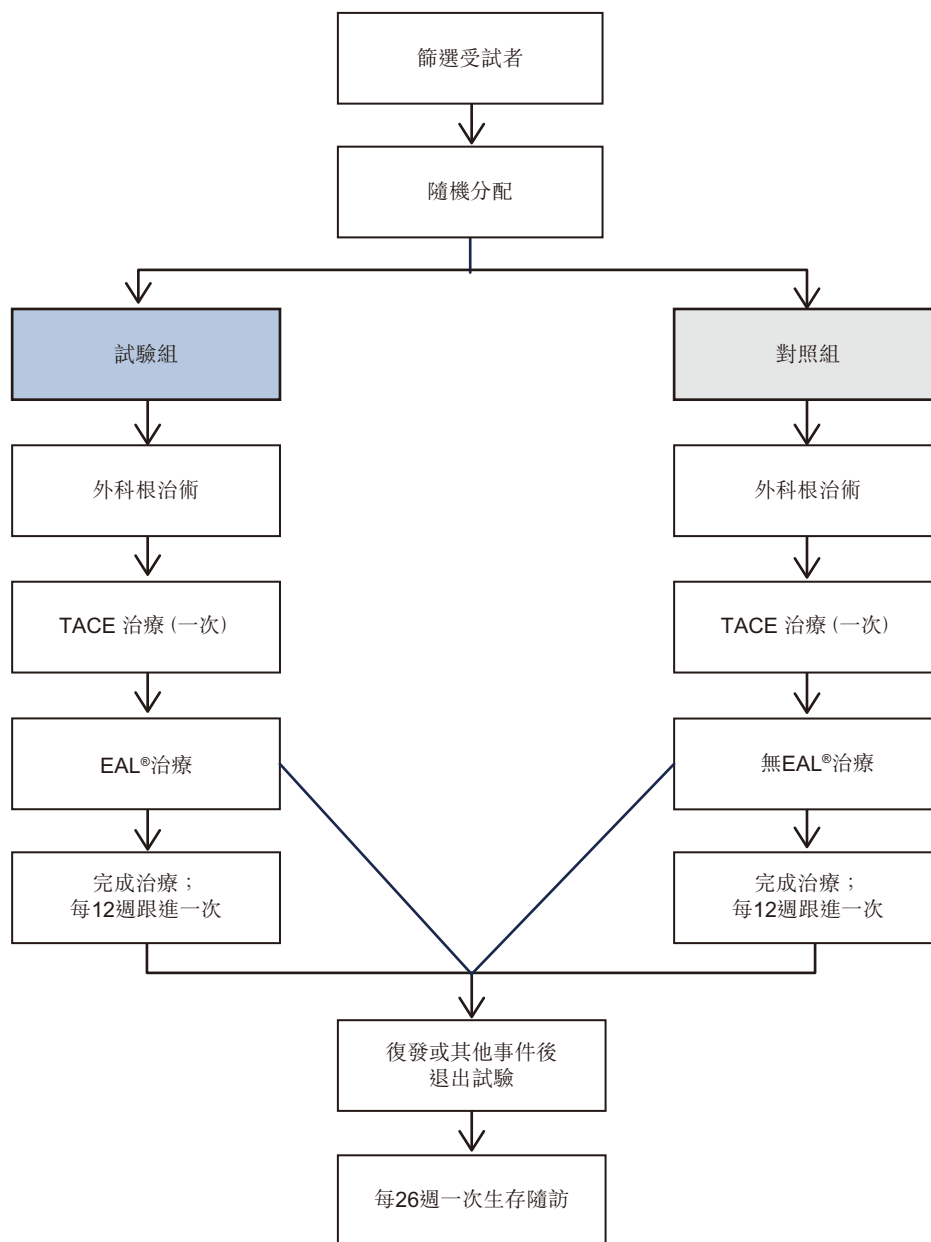 篩選受試者
隨機分配
試驗組
對照組
外科根治術
外科根治術
TACE 治療 (一次)
TACE 治療 (一次)
EAL®治療
無EAL®治療
完成治療；
每12週跟進一次
完成治療；
每12週跟進一次
復發或其他事件後
退出試驗
每26週一次生存隨訪